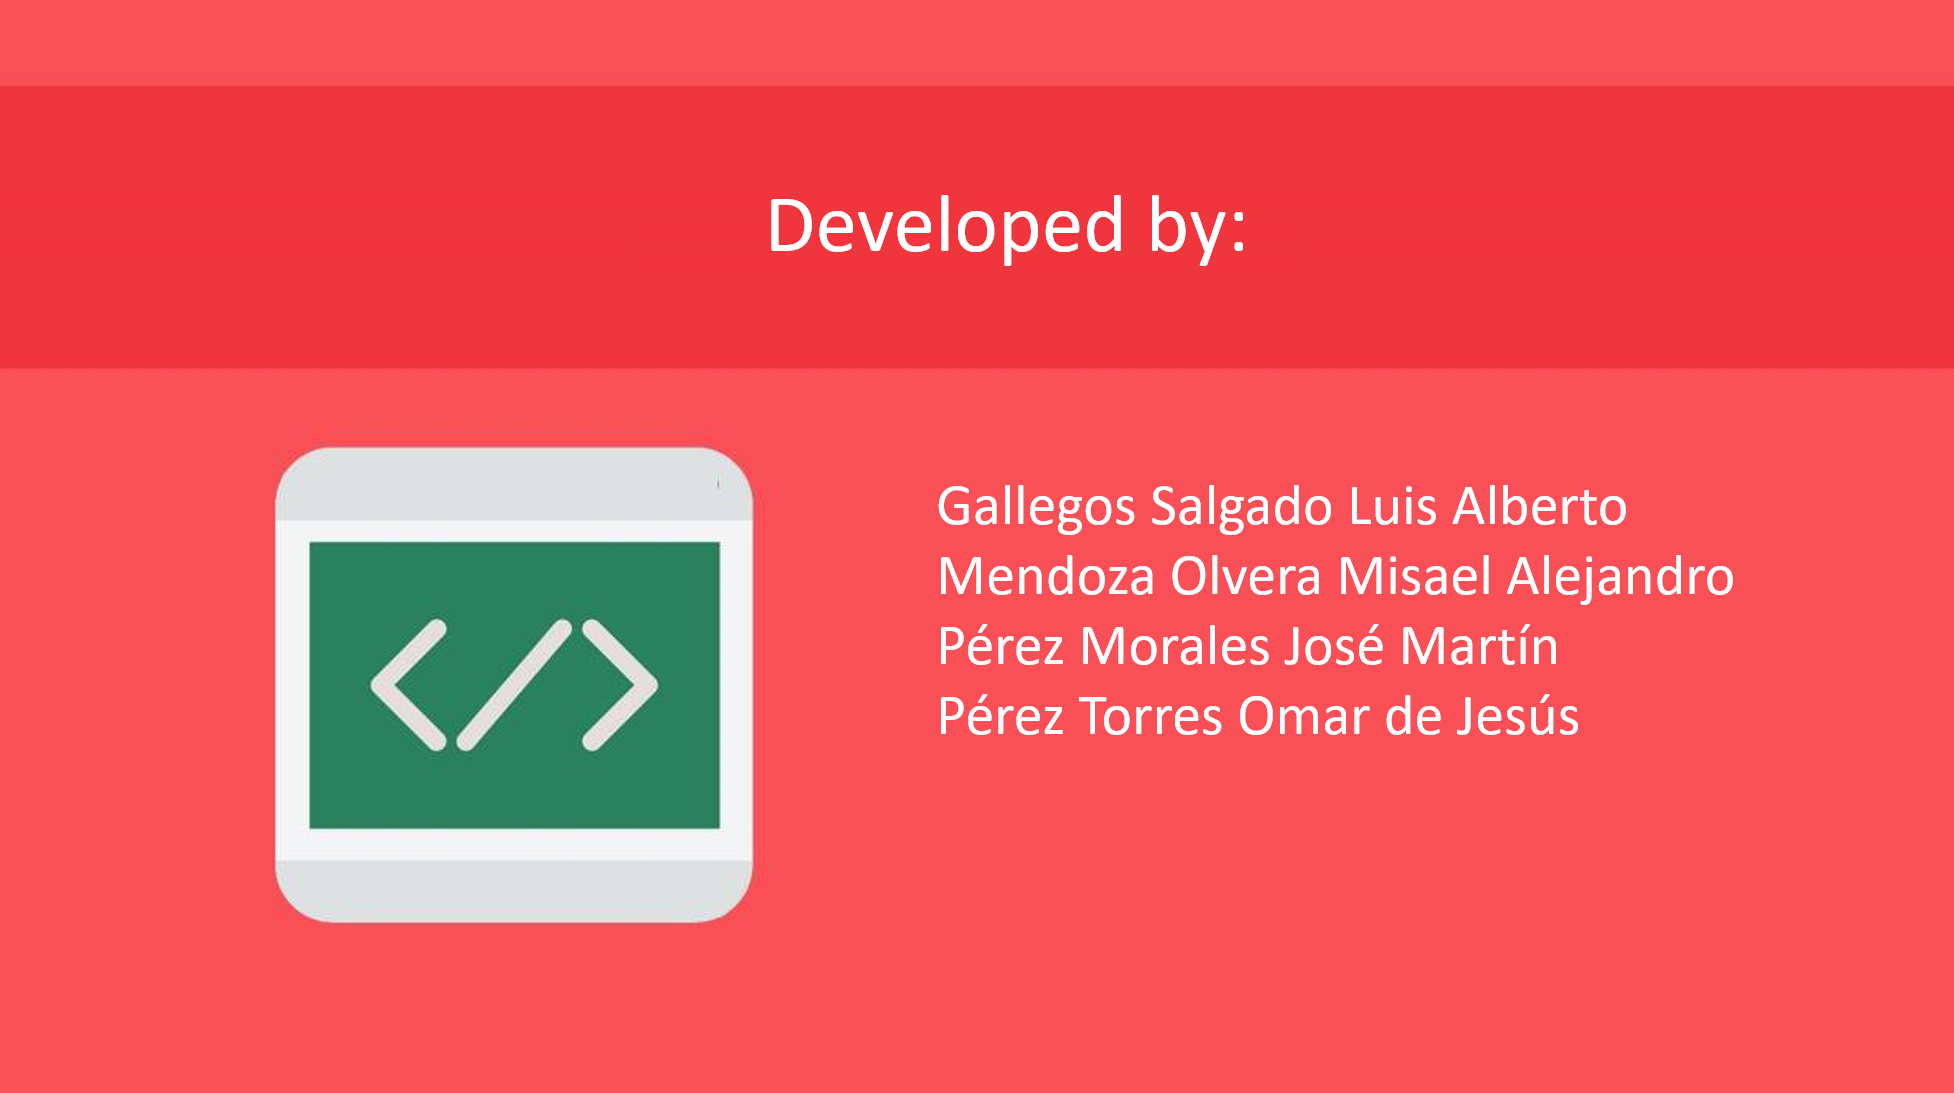 Developed by:
</>
Gallegos Salgado Luis Alberto
Mendoza Olvera Misael Alejandro
Pérez Morales José Martín
Pérez Torres Omar de Jesús